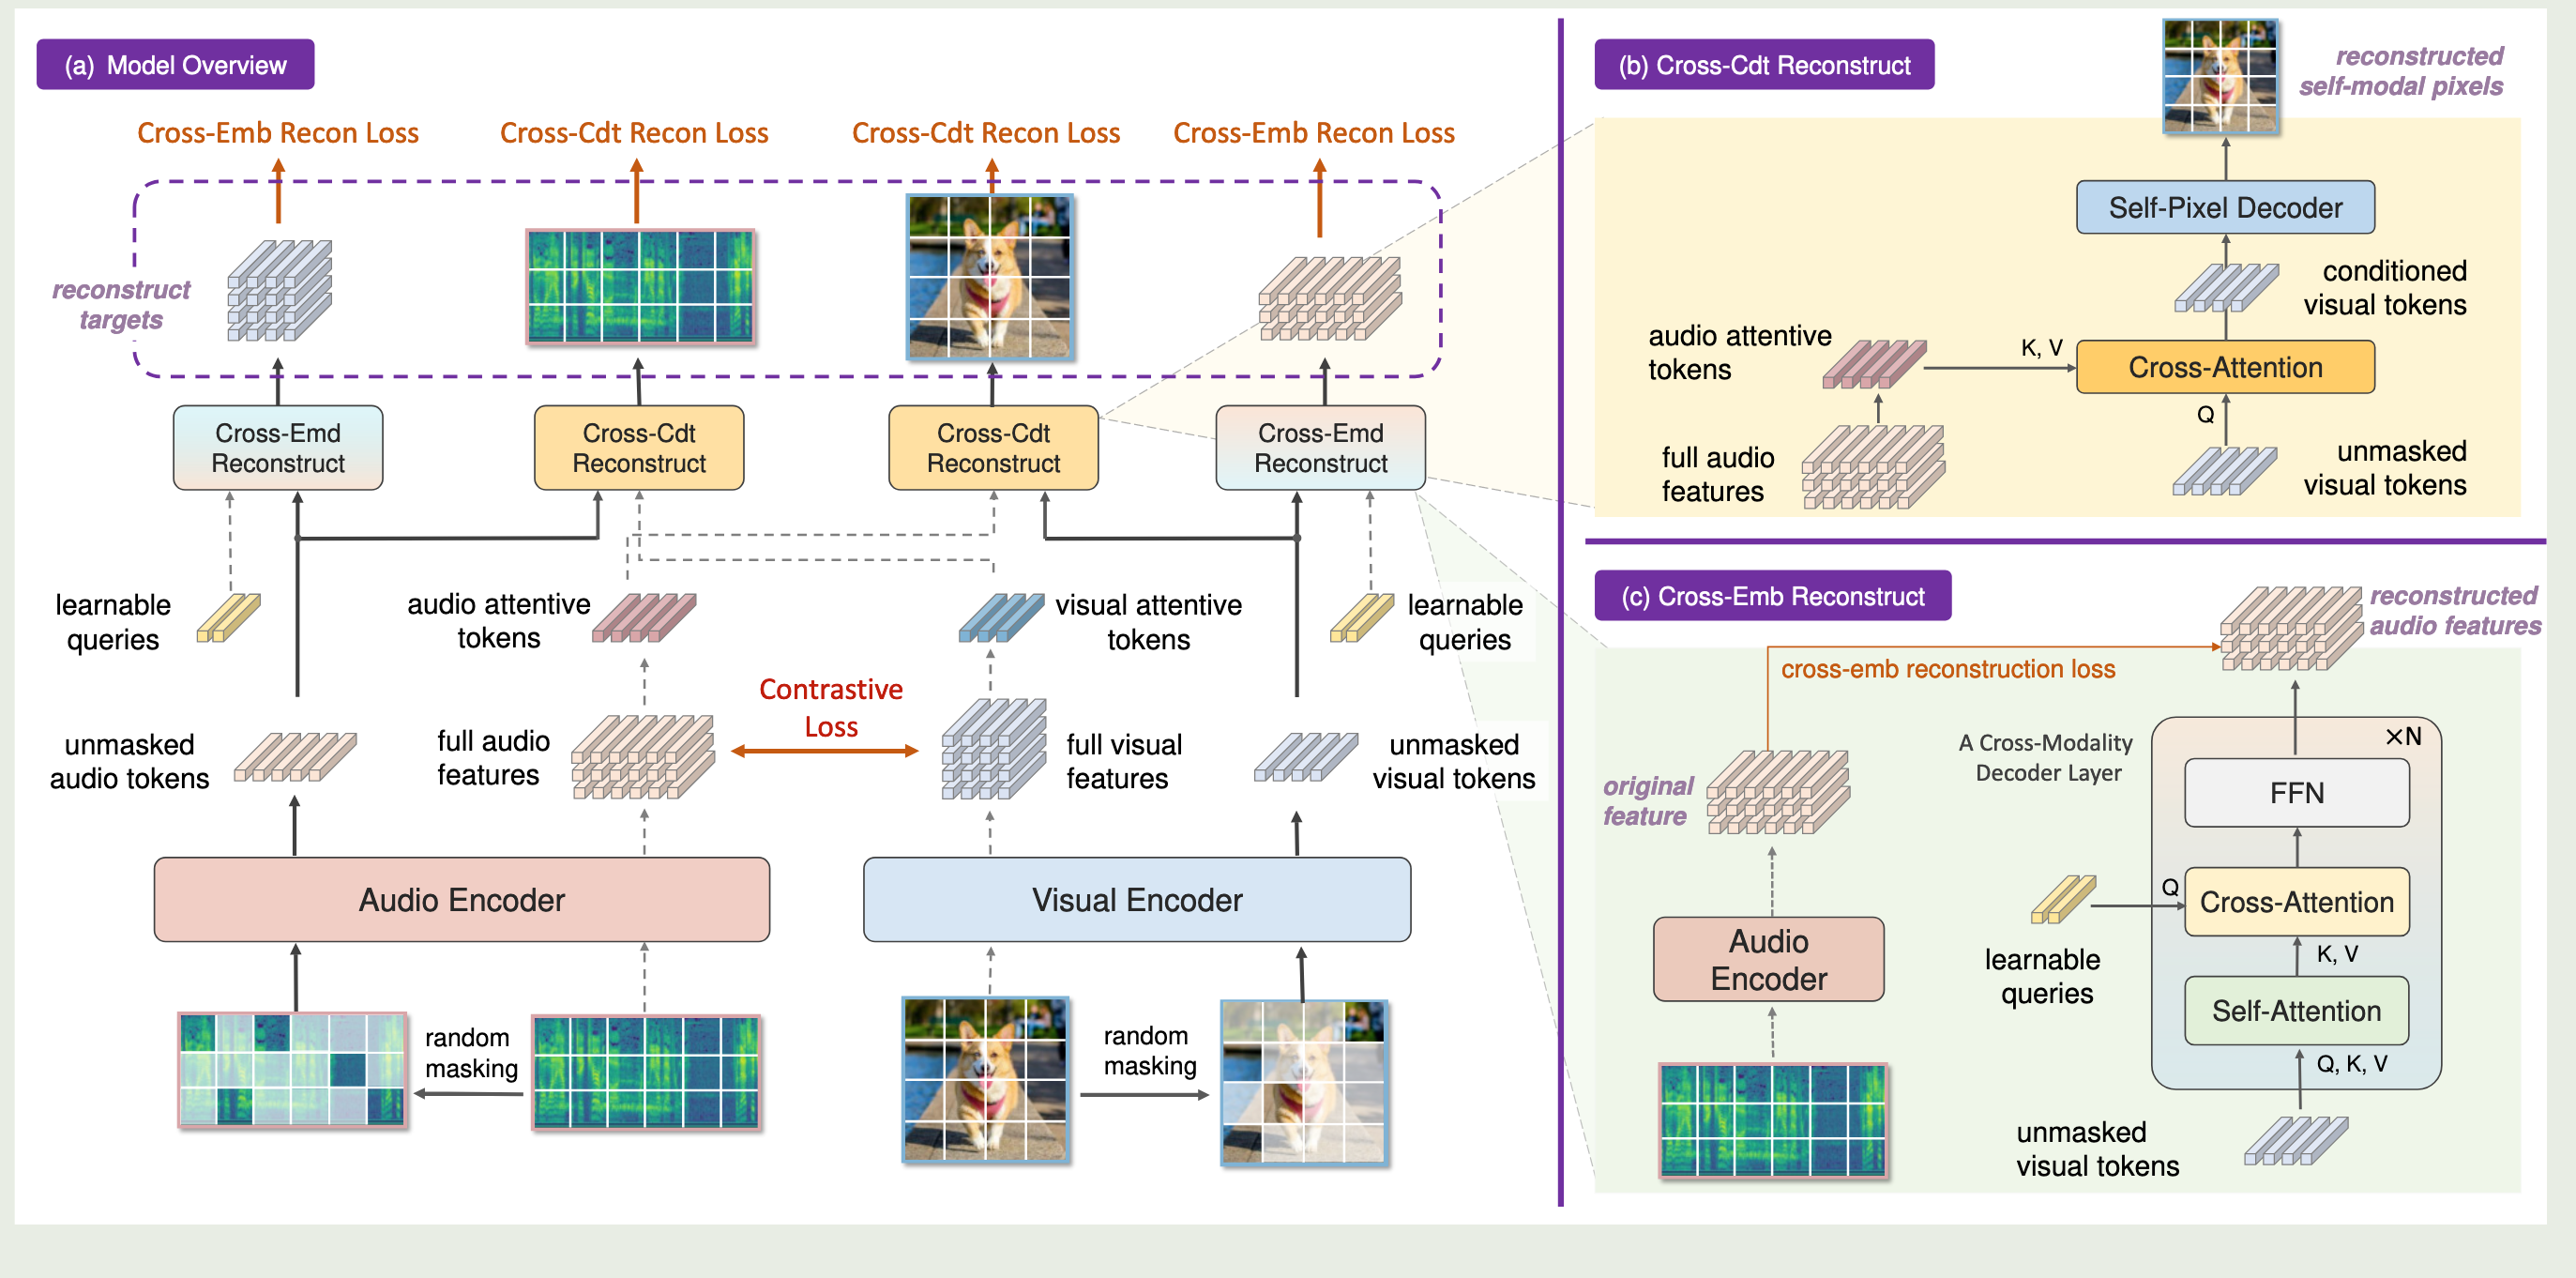 (a) Model Overview
Cross-Emb Recon Loss
Cross-Cdt Recon Loss
Cross-Cdt Recon Loss
Cross-Emb Recon Loss
reconstruct
targets
Cross-Emd
Reconstruct
Cross-Cdt
Reconstruct
Cross-Cdt
Reconstruct
Cross-Emd
Reconstruct
learnable
queries
audio attentive
tokens
visual attentive
tokens
learnable
queries
Contrastive
Loss
unmasked
audio tokens
full audio
features
full visual
features
unmasked
visual tokens
Audio Encoder
Visual Encoder
random
masking
random
masking
(b) Cross-Cdt Reconstruct
reconstructed
self-modal pixels
Self-Pixel Decoder
conditioned
visual tokens
audio attentive
tokens
K, V
Cross-Attention
Q
full audio
features
unmasked
visual tokens
(c) Cross-Emb Reconstruct
reconstructed
audio features
cross-emb reconstruction loss
A Cross-Modality
Decoder Layer
×N
original
feature
FFN
Q
Cross-Attention
learnable
queries
K, V
Audio
Encoder
Self-Attention
Q, K, V
unmasked
visual tokens